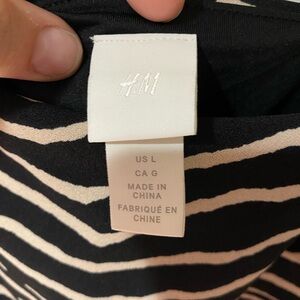 H&M
US L
CA G
MADE IN
CHINA
FABRIQUÉ EN
CHINE